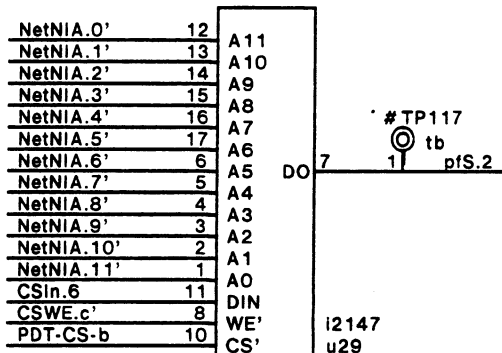 NetNIA.0' 12 A11
NetNIA.1' 13 A10
NetNIA.2' 14 A9
NetNIA.3' 15 A8
NetNIA.4' 16 A7
NetNIA.5' 17 A6
NetNIA.6' 6 A5 DO 7 1 pfS.2
NetNIA.7' 5 A4
NetNIA.8' 4 A3
NetNIA.9' 3 A2
NetNIA.10' 2 A1
NetNIA.11' 1 A0
CSIn.6 11 DIN
CSWE.c' 8 WE' i2147
PDT-CS-b 10 CS' u29
#TP117
tb